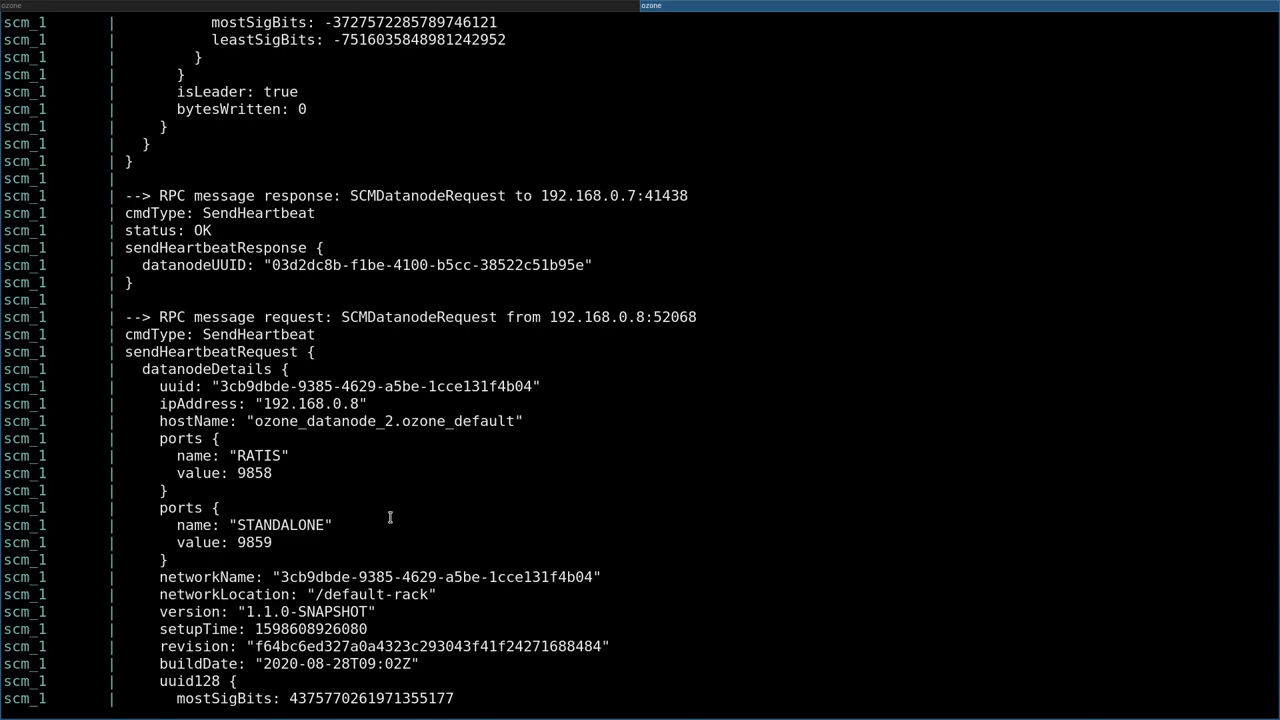 ozone
ozone
scm_1 | mostSigBits: -3727572285789746121
scm_1 | leastSigBits: -7516035848981242952
scm_1 | }
scm_1 | }
scm_1 | isLeader: true
scm_1 | bytesWritten: 0
scm_1 | }
scm_1 | }
scm_1 | }
scm_1 |
scm_1 | --> RPC message response: SCMDatanodeRequest to 192.168.0.7:41438
scm_1 | cmdType: SendHeartbeat
scm_1 | status: OK
scm_1 | sendHeartbeatResponse {
scm_1 | datanodeUUID: "03d2dc8b-f1be-4100-b5cc-38522c51b95e"
scm_1 | }
scm_1 |
scm_1 | --> RPC message request: SCMDatanodeRequest from 192.168.0.8:52068
scm_1 | cmdType: SendHeartbeat
scm_1 | sendHeartbeatRequest {
scm_1 | datanodeDetails {
scm_1 | uuid: "3cb9dbde-9385-4629-a5be-1cce131f4b04"
scm_1 | ipAddress: "192.168.0.8"
scm_1 | hostName: "ozone_datanode_2.ozone_default"
scm_1 | ports {
scm_1 | name: "RATIS"
scm_1 | value: 9858
scm_1 | }
scm_1 | ports {
scm_1 | name: "STANDALONE"
scm_1 | value: 9859
scm_1 | }
scm_1 | networkName: "3cb9dbde-9385-4629-a5be-1cce131f4b04"
scm_1 | networkLocation: "/default-rack"
scm_1 | version: "1.1.0-SNAPSHOT"
scm_1 | setupTime: 1598608926080
scm_1 | revision: "f64bc6ed327a0a4323c293043f41f24271688484"
scm_1 | buildDate: "2020-08-28T09:02Z"
scm_1 | uuid128 {
scm_1 | mostSigBits: 4375770261971355177